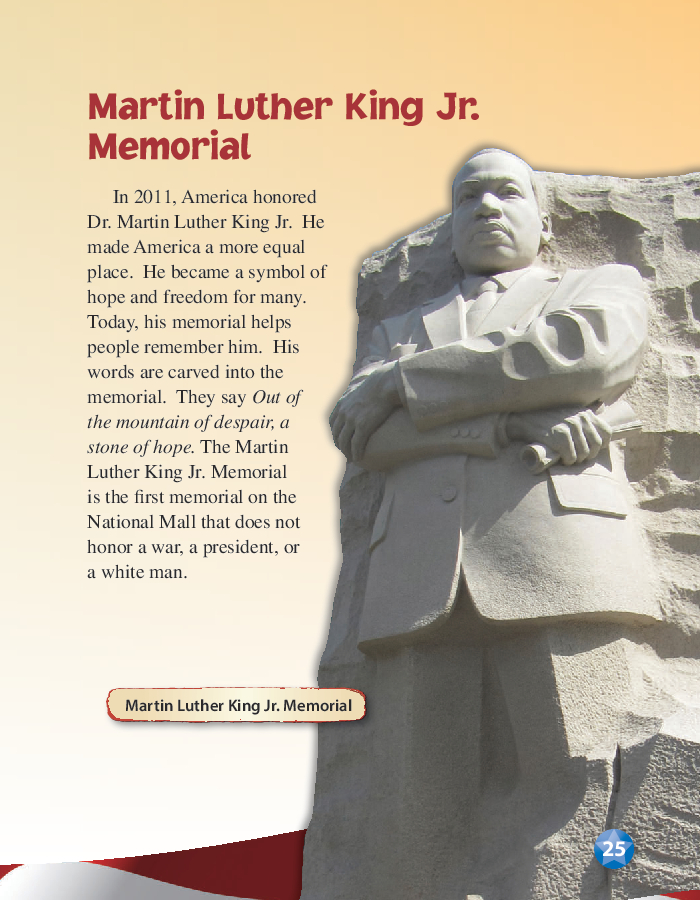 Martin Luther King Jr.
Memorial
In 2011, America honored
Dr. Martin Luther King Jr.  He
made America a more equal
place.  He became a symbol of
hope and freedom for many.
Today, his memorial helps
people remember him.  His
words are carved into the
memorial.  They say Out of
the mountain of despair, a
stone of hope. The Martin
Luther King Jr. Memorial
is the first memorial on the
National Mall that does not
honor a war, a president, or
a white man.
Martin Luther King Jr. Memorial
25